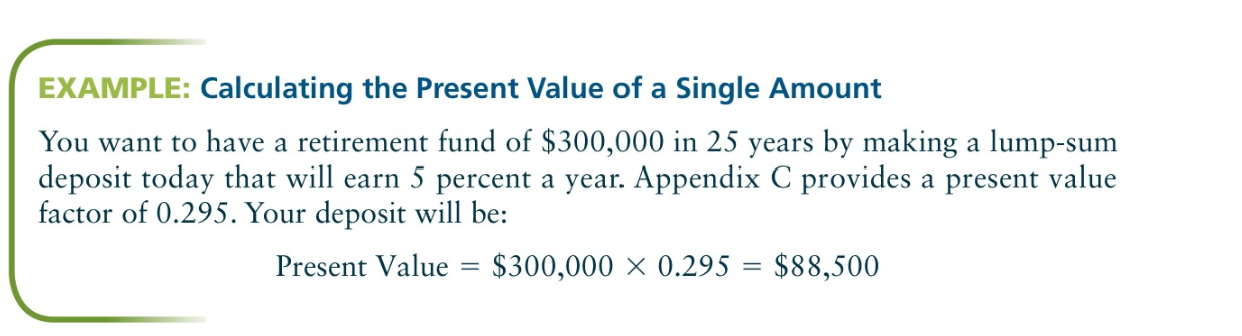 EXAMPLE: Calculating the Present Value of a Single Amount
You want to have a retirement fund of $300,000 in 25 years by making a lump-sum
deposit today that will earn 5 percent a year. Appendix C provides a present value
factor of 0.295. Your deposit will be:
Present Value = $300,000 × 0.295 = $88,500